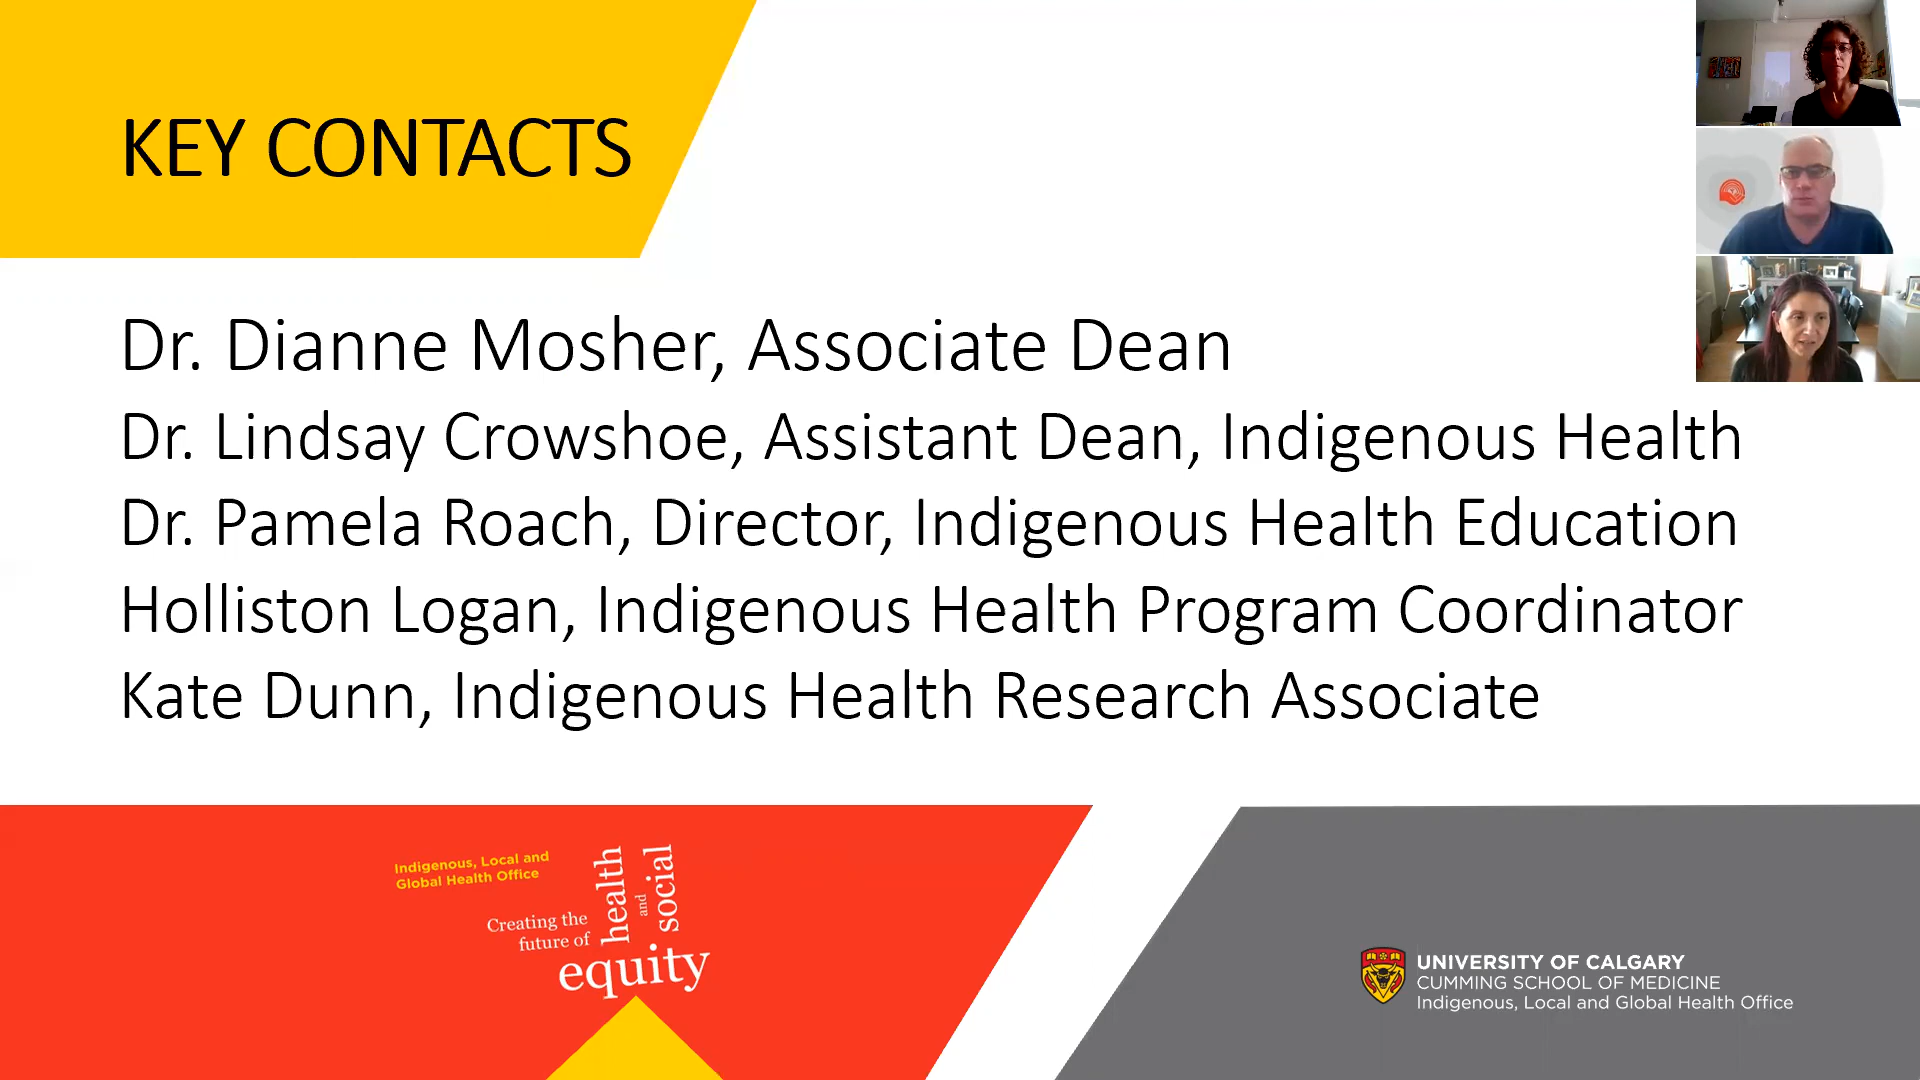 KEY CONTACTS
Dr. Dianne Mosher, Associate Dean
Dr. Lindsay Crowshoe, Assistant Dean, Indigenous Health
Dr. Pamela Roach, Director, Indigenous Health Education
Holliston Logan, Indigenous Health Program Coordinator
Kate Dunn, Indigenous Health Research Associate
Indigenous, Local and
Global Health Office
Creating the
future of
health
and
social
equity
UNIVERSITY OF CALGARY
CUMMING SCHOOL OF MEDICINE
Indigenous, Local and Global Health Office